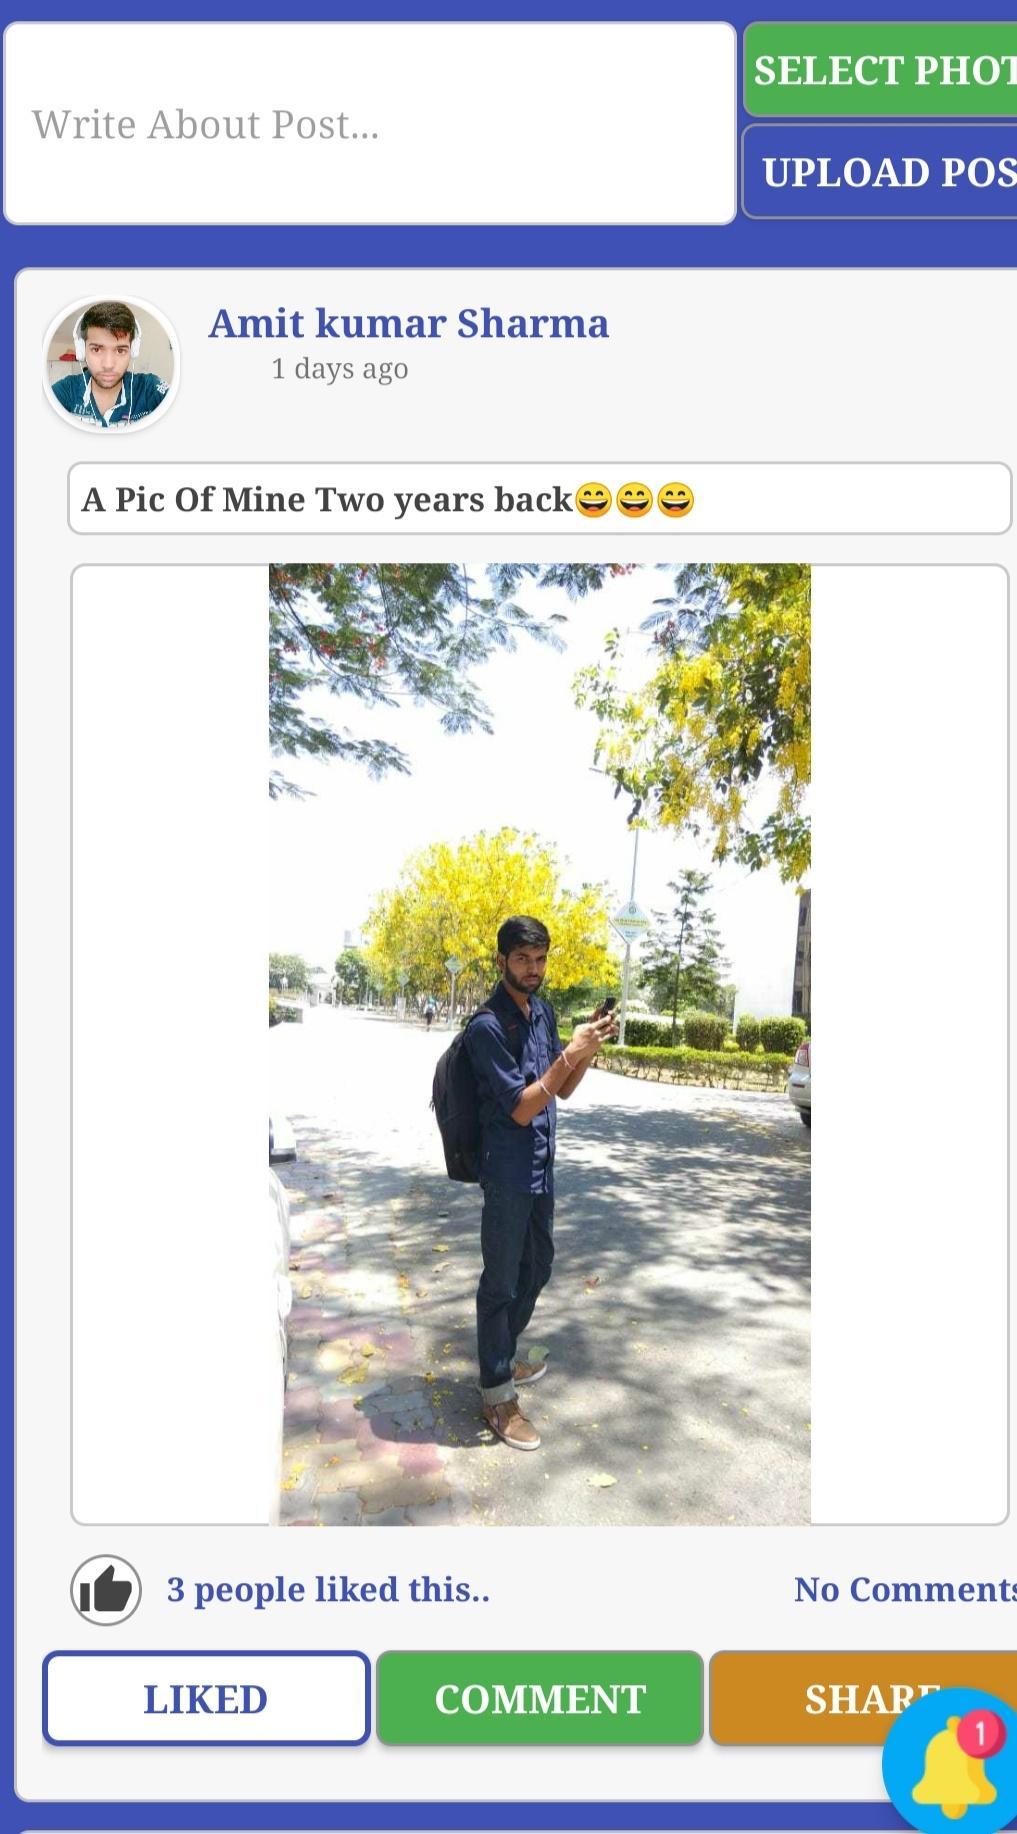 Write About Post...
SELECT PHOT
UPLOAD POS
Amit kumar Sharma
1 days ago
A Pic Of Mine Two years back😄😄😄
3 people liked this..
No Comments
LIKED
COMMENT
SHARE
1